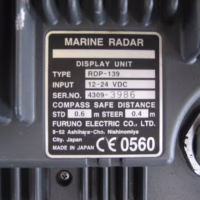 MARINE RADAR
DISPLAY UNIT
TYPE RDP-139
INPUT 12-24 VDC
SER.NO. 4309-3986
COMPASS SAFE DISTANCE
STD 0.6 m STEER 0.4 m
FURUNO ELECTRIC CO., LTD.
9-52 Ashihara-Cho. Nishinomiya
City, Japan
MADE IN JAPAN CE 0560